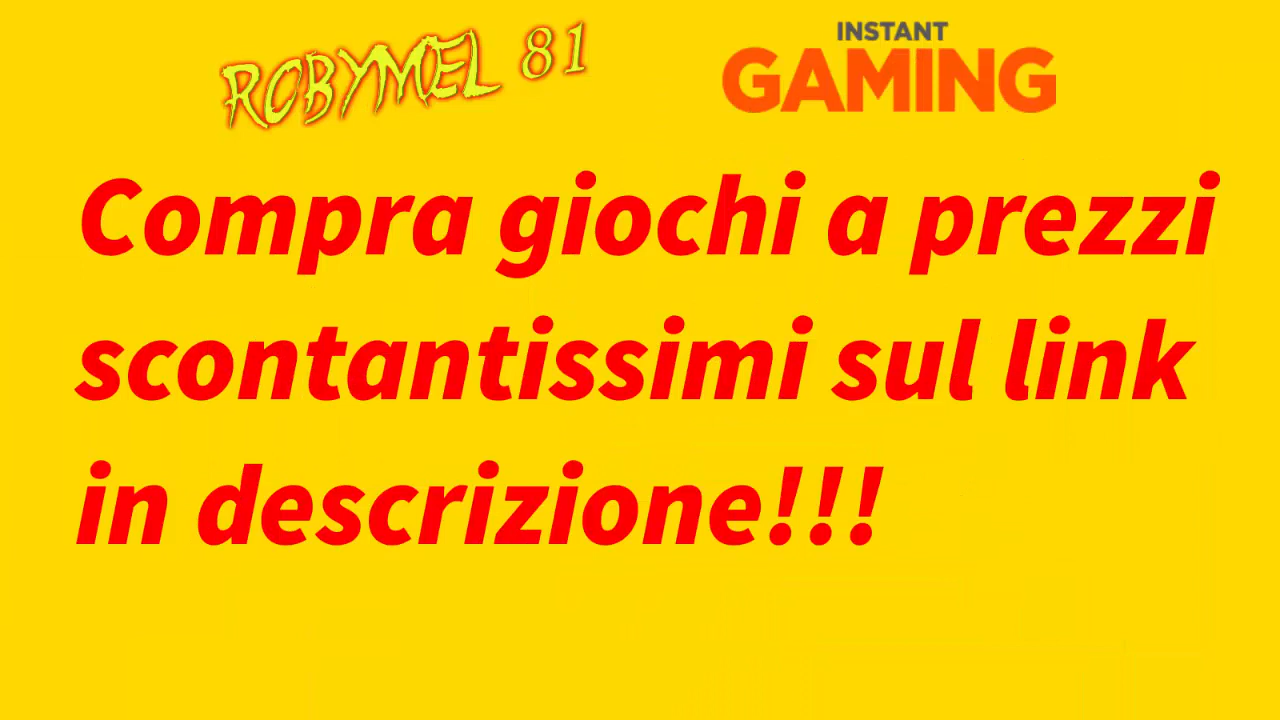 ROBYMEL 81
INSTANT
GAMING
Compra giochi a prezzi
scontantissimi sul link
in descrizione!!!